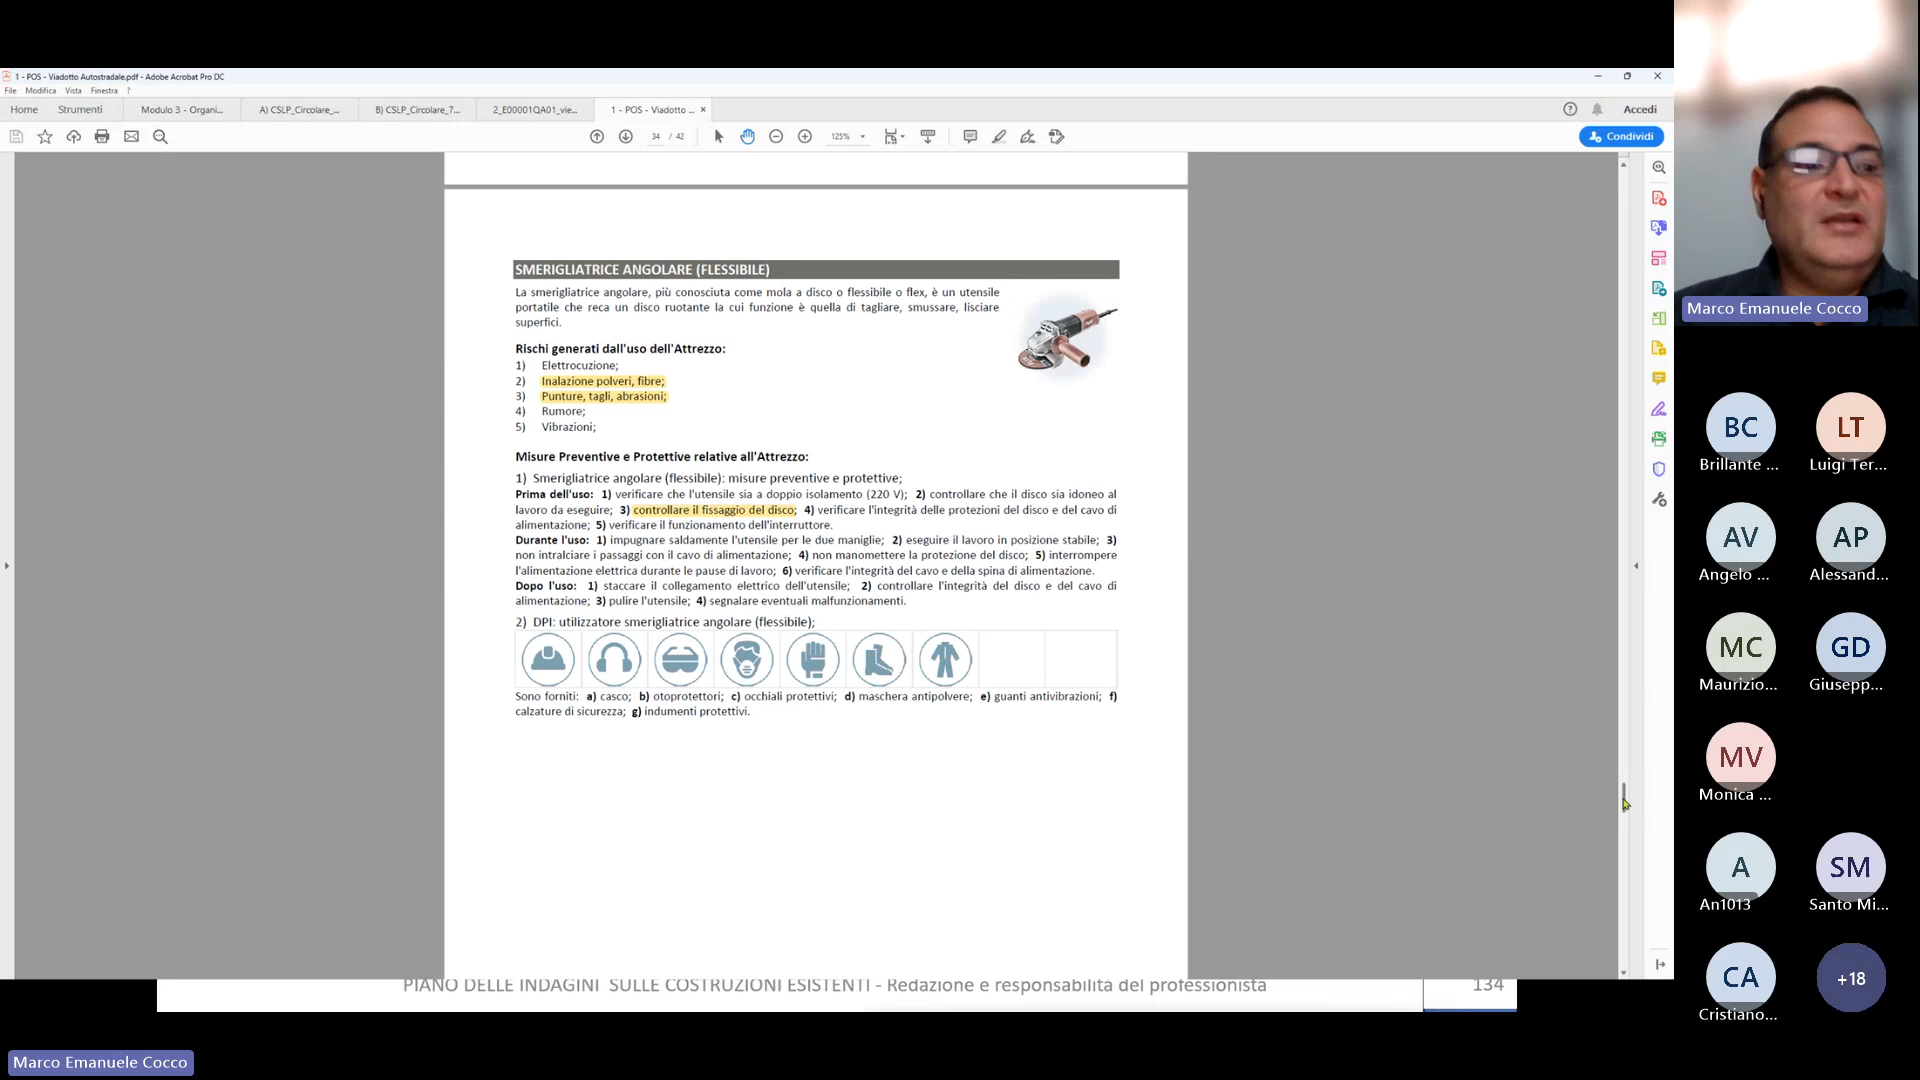 1 - POS - Viadotto Autostradale.pdf - Adobe Acrobat Pro DC
File Modifica Vista Finestra ?
Home Strumenti Modulo 3 - Organi... A) CSLP_Circolare_... B) CSLP_Circolare_7... 2_E00001QA01_vie... 1 - POS - Viadotto ... × Accedi
34 / 42 125% Condividi
SMERIGLIATRICE ANGOLARE (FLESSIBILE)
La smerigliatrice angolare, più conosciuta come mola a disco o flessibile o flex, è un utensile
portatile che reca un disco ruotante la cui funzione è quella di tagliare, smussare, lisciare
superfici.
Rischi generati dall'uso dell'Attrezzo:
1) Elettrocuzione;
2) Inalazione polveri, fibre;
3) Punture, tagli, abrasioni;
4) Rumore;
5) Vibrazioni;
Misure Preventive e Protettive relative all'Attrezzo:
1) Smerigliatrice angolare (flessibile): misure preventive e protettive;
Prima dell'uso: 1) verificare che l'utensile sia a doppio isolamento (220 V); 2) controllare che il disco sia idoneo al
lavoro da eseguire; 3) controllare il fissaggio del disco; 4) verificare l'integrità delle protezioni del disco e del cavo di
alimentazione; 5) verificare il funzionamento dell'interruttore.
Durante l'uso: 1) impugnare saldamente l'utensile per le due maniglie; 2) eseguire il lavoro in posizione stabile; 3)
non intralciare i passaggi con il cavo di alimentazione; 4) non manomettere la protezione del disco; 5) interrompere
l'alimentazione elettrica durante le pause di lavoro; 6) verificare l'integrità del cavo e della spina di alimentazione.
Dopo l'uso: 1) staccare il collegamento elettrico dell'utensile; 2) controllare l'integrità del disco e del cavo di
alimentazione; 3) pulire l'utensile; 4) segnalare eventuali malfunzionamenti.
2) DPI: utilizzatore smerigliatrice angolare (flessibile);
Sono forniti: a) casco; b) otoprotettori; c) occhiali protettivi; d) maschera antipolvere; e) guanti antivibrazioni; f)
calzature di sicurezza; g) indumenti protettivi.
PIANO DELLE INDAGINI SULLE COSTRUZIONI ESISTENTI - Redazione e responsabilità del professionista 134
Marco Emanuele Cocco
Marco Emanuele Cocco
BC LT
Brillante ... Luigi Ter...
AV AP
Angelo ... Alessand...
MC GD
Maurizio... Giusepp...
MV
Monica ...
A SM
An1013 Santo Mi...
CA +18
Cristiano...